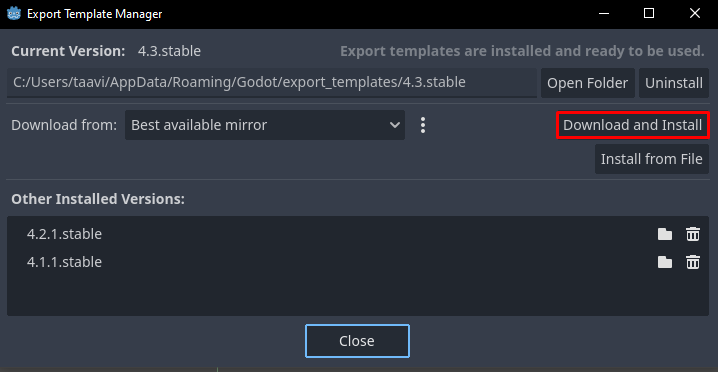 Export Template Manager
Current Version: 4.3.stable Export templates are installed and ready to be used.
C:/Users/taavi/AppData/Roaming/Godot/export_templates/4.3.stable Open Folder Uninstall
Download from: Best available mirror Download and Install
Install from File
Other Installed Versions:
4.2.1.stable
4.1.1.stable
Close